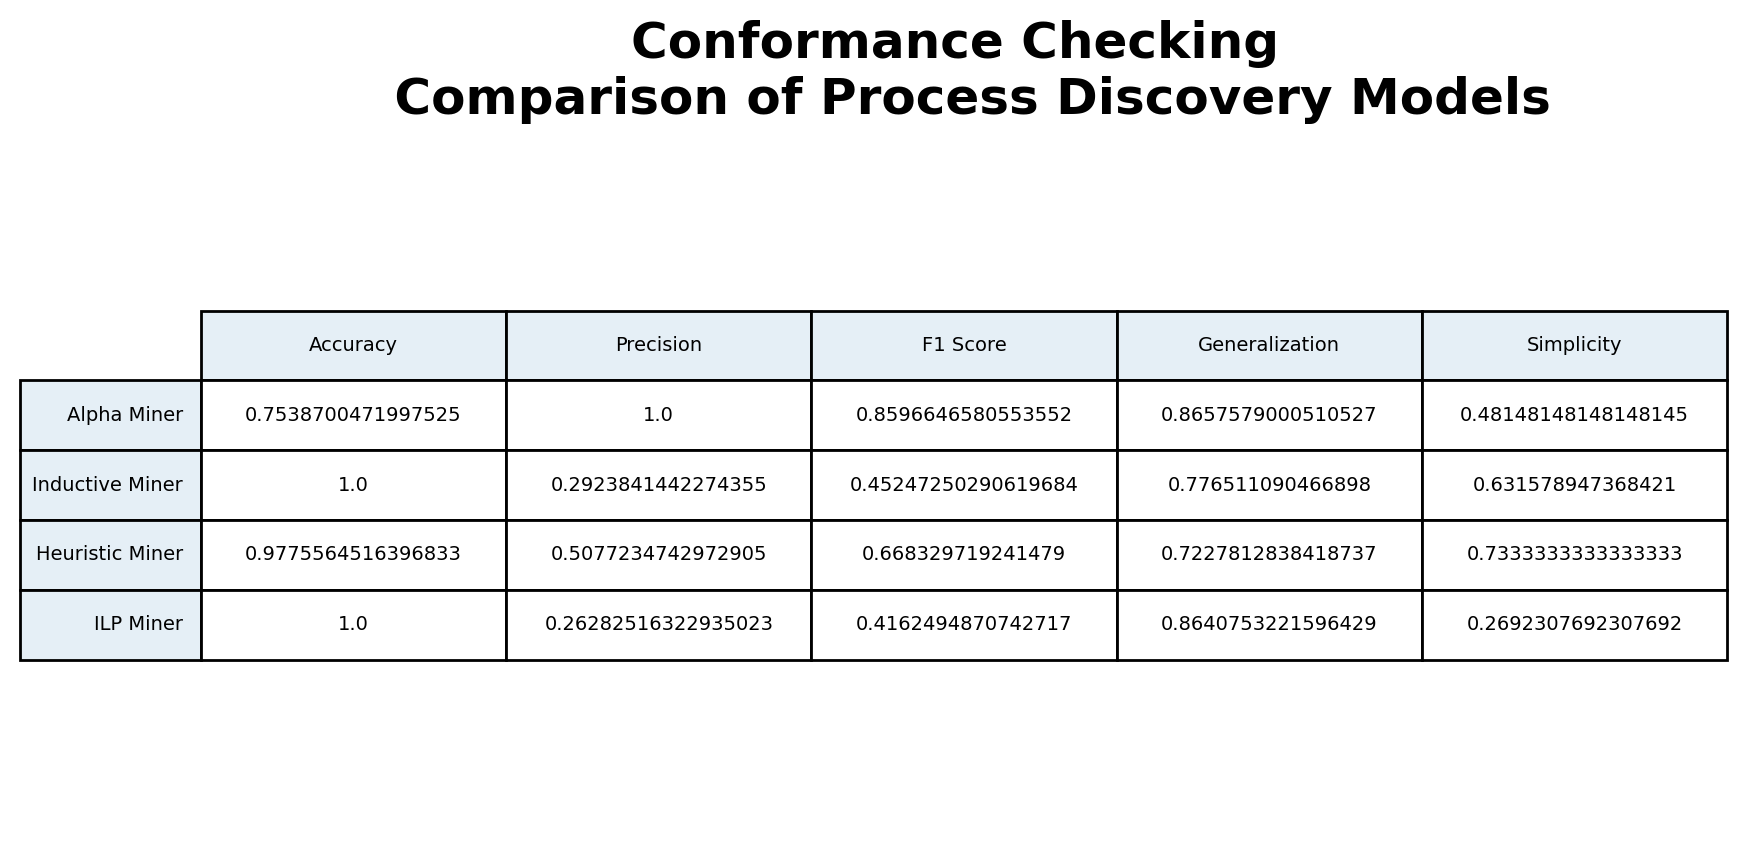 Conformance Checking
Comparison of Process Discovery Models
Accuracy Precision F1 Score Generalization Simplicity
Alpha Miner 0.7538700471997525 1.0 0.8596646580553552 0.8657579000510527 0.48148148148148145
Inductive Miner 1.0 0.2923841442274355 0.45247250290619684 0.776511090466898 0.631578947368421
Heuristic Miner 0.9775564516396833 0.5077234742972905 0.668329719241479 0.7227812838418737 0.7333333333333333
ILP Miner 1.0 0.26282516322935023 0.4162494870742717 0.8640753221596429 0.2692307692307692